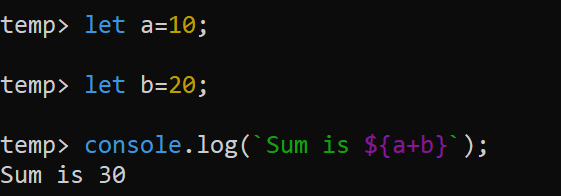 temp> let a=10;
temp> let b=20;
temp> console.log(`Sum is ${a+b}`);
Sum is 30